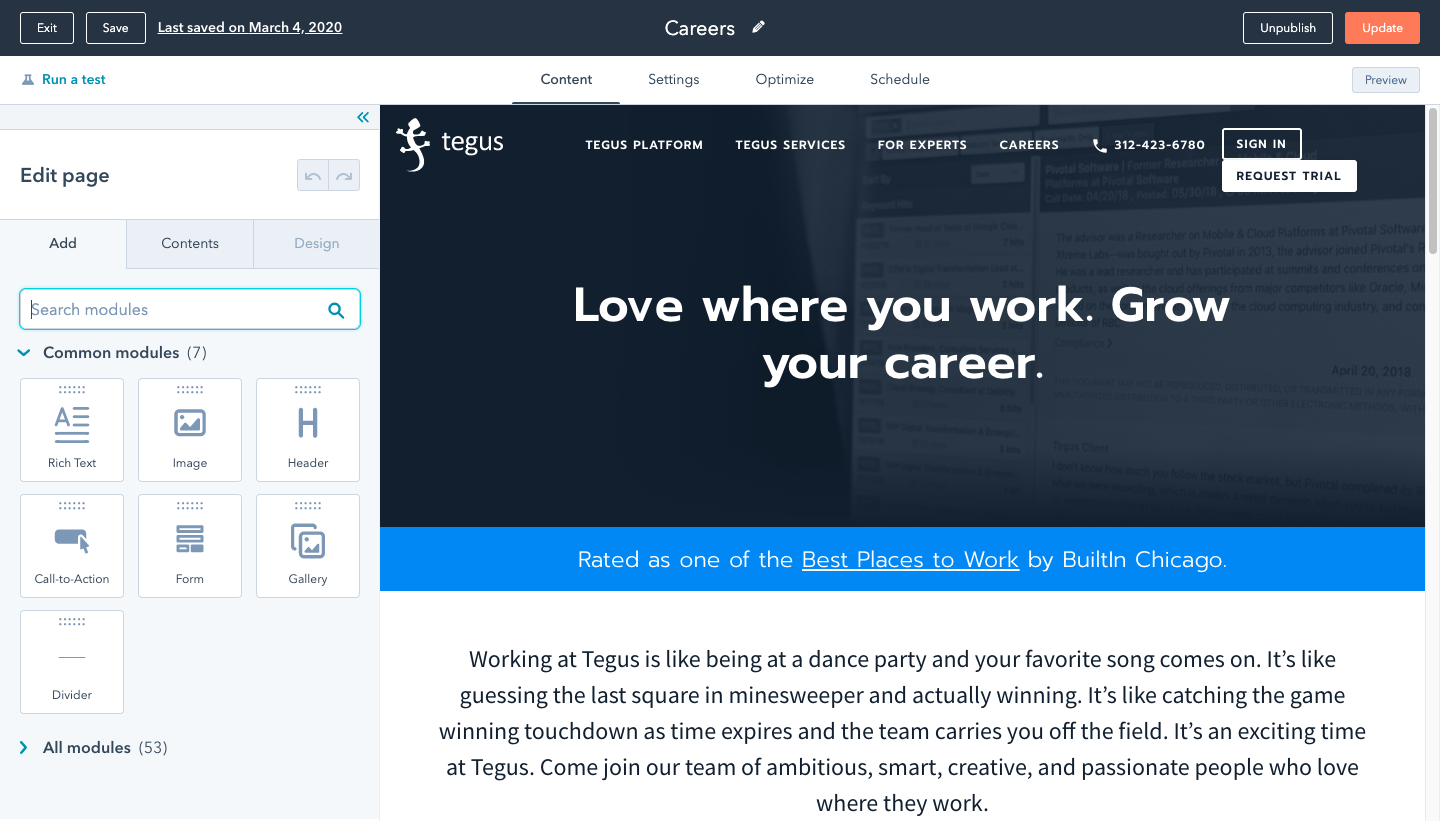 Exit
Save
Last saved on March 4, 2020
Careers
Unpublish
Update
Run a test
Content
Settings
Optimize
Schedule
Preview
Edit page
Add
Contents
Design
Search modules
Common modules (7)
Rich Text
Image
Header
Call-to-Action
Form
Gallery
Divider
All modules (53)
tegus
TEGUS PLATFORM
TEGUS SERVICES
FOR EXPERTS
CAREERS
312-423-6780
SIGN IN
REQUEST TRIAL
Love where you work. Grow
your career.
April 20, 2018
Tegus Client
Rated as one of the Best Places to Work by BuiltIn Chicago.
Working at Tegus is like being at a dance party and your favorite song comes on. It’s like
guessing the last square in minesweeper and actually winning. It’s like catching the game
winning touchdown as time expires and the team carries you off the field. It’s an exciting time
at Tegus. Come join our team of ambitious, smart, creative, and passionate people who love
where they work.